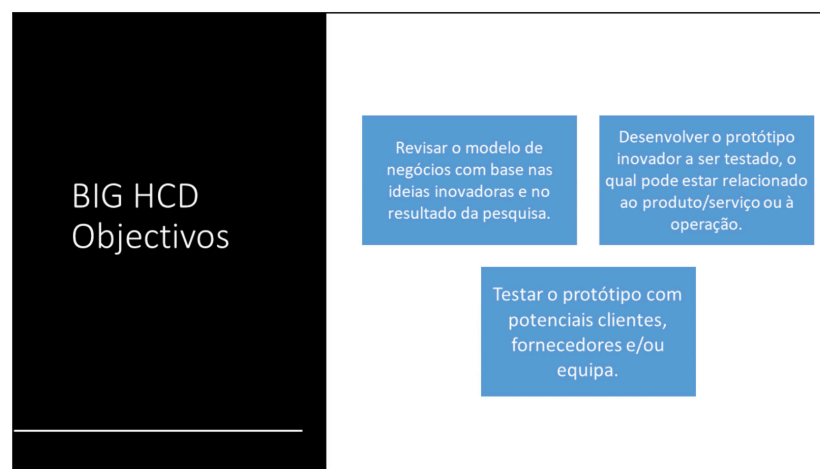 BIG HCD
Objectivos
Revisar o modelo de
negócios com base nas
ideias inovadoras e no
resultado da pesquisa.
Desenvolver o protótipo
inovador a ser testado, o
qual pode estar relacionado
ao produto/serviço ou à
operação.
Testar o protótipo com
potenciais clientes,
fornecedores e/ou
equipa.